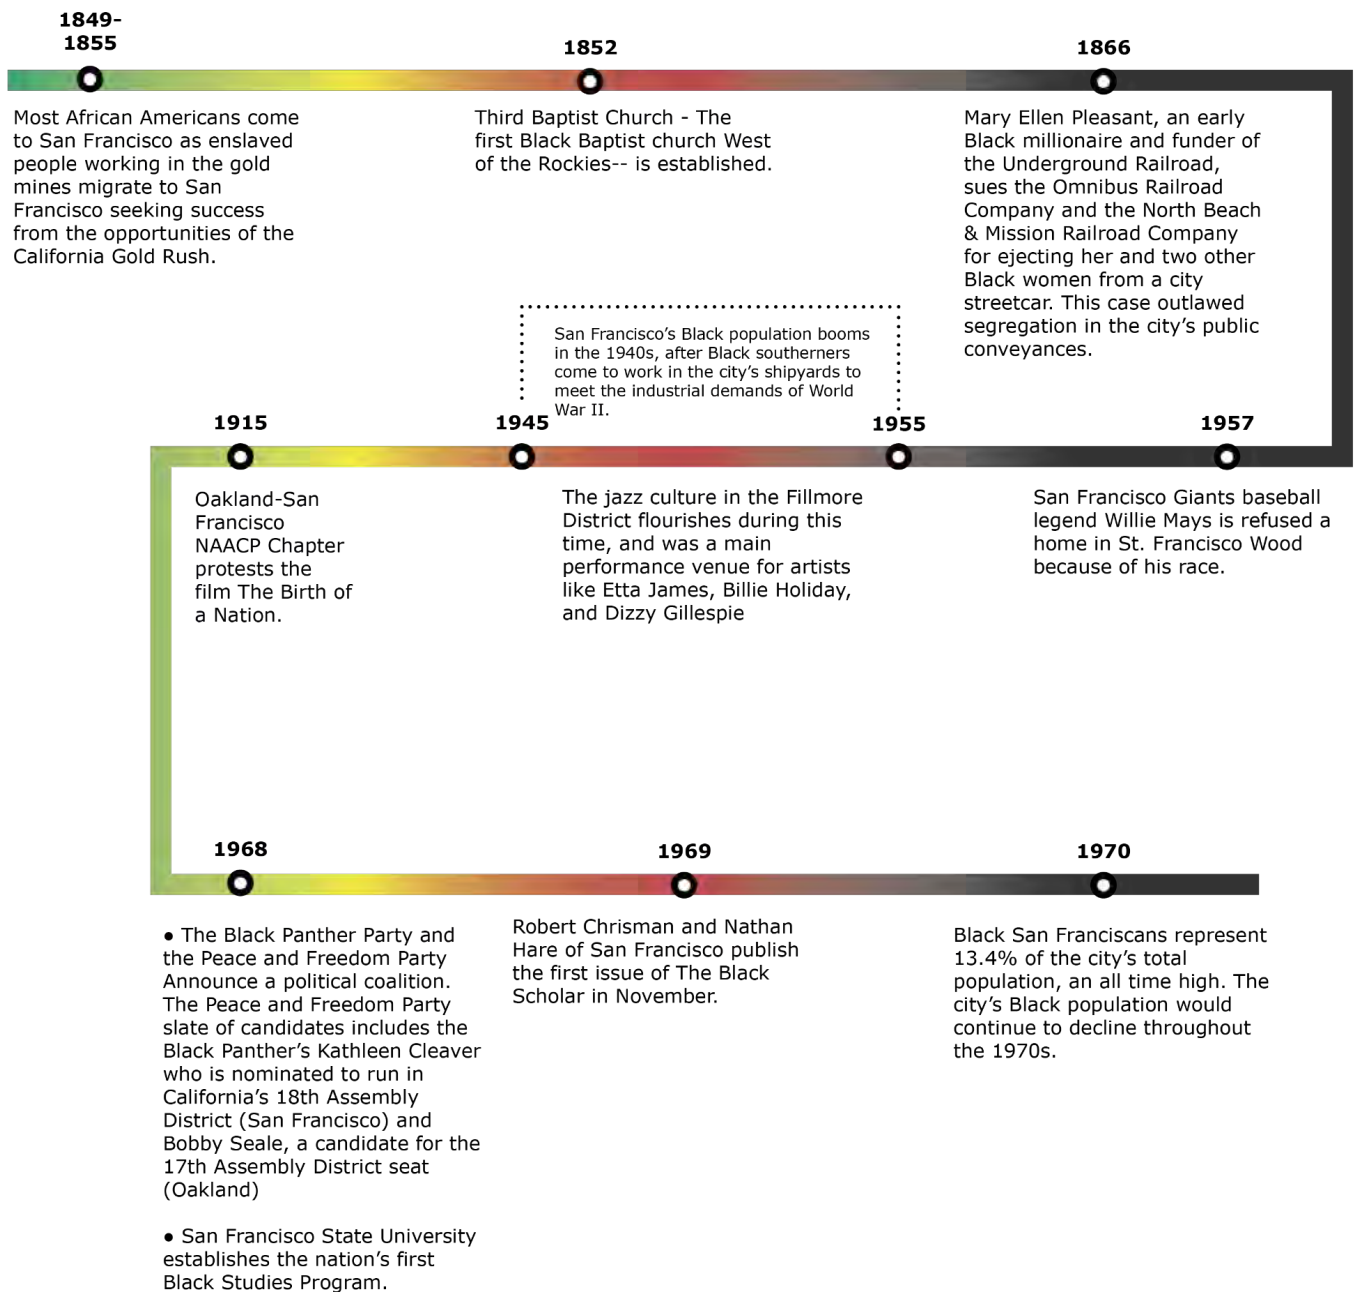 1849-
1855
Most African Americans come
to San Francisco as enslaved
people working in the gold
mines migrate to San
Francisco seeking success
from the opportunities of the
California Gold Rush.
1852
Third Baptist Church - The
first Black Baptist church West
of the Rockies-- is established.
1866
Mary Ellen Pleasant, an early
Black millionaire and funder of
the Underground Railroad,
sues the Omnibus Railroad
Company and the North Beach
& Mission Railroad Company
for ejecting her and two other
Black women from a city
streetcar. This case outlawed
segregation in the city's public
conveyances.
1915
Oakland-San
Francisco
NAACP Chapter
protests the
film The Birth of
a Nation.
1945
San Francisco's Black population booms
in the 1940s, after Black southerners
come to work in the city's shipyards to
meet the industrial demands of World
War II.
1955
The jazz culture in the Fillmore
District flourishes during this
time, and was a main
performance venue for artists
like Etta James, Billie Holiday,
and Dizzy Gillespie
1957
San Francisco Giants baseball
legend Willie Mays is refused a
home in St. Francisco Wood
because of his race.
1968
● The Black Panther Party and
the Peace and Freedom Party
Announce a political coalition.
The Peace and Freedom Party
slate of candidates includes the
Black Panther's Kathleen Cleaver
who is nominated to run in
California's 18th Assembly
District (San Francisco) and
Bobby Seale, a candidate for the
17th Assembly District seat
(Oakland)
● San Francisco State University
establishes the nation's first
Black Studies Program.
1969
Robert Chrisman and Nathan
Hare of San Francisco publish
the first issue of The Black
Scholar in November.
1970
Black San Franciscans represent
13.4% of the city's total
population, an all time high. The
city's Black population would
continue to decline throughout
the 1970s.